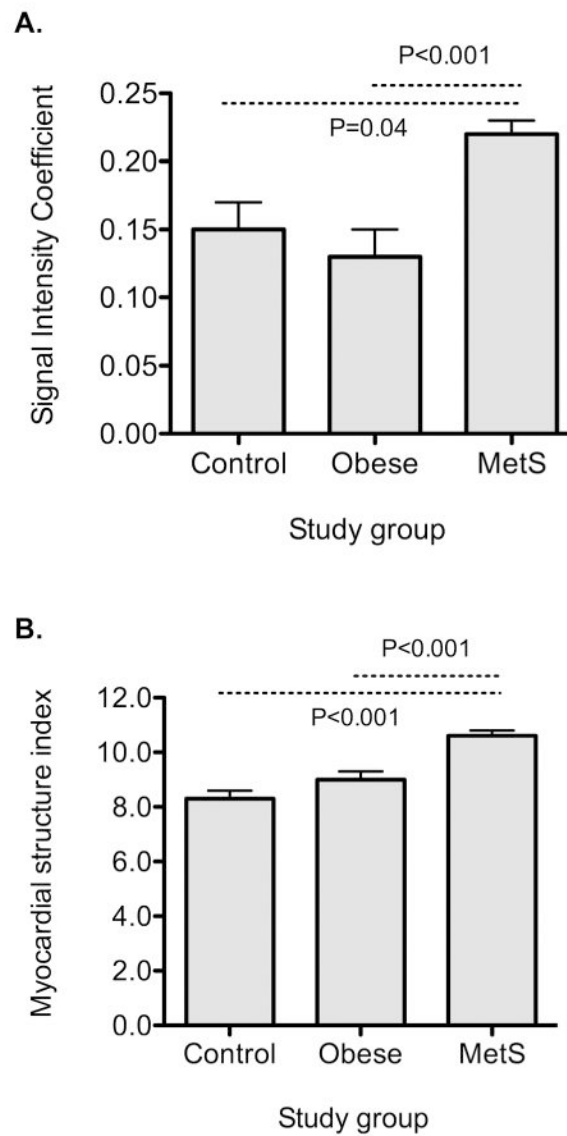 A.
P<0.001
P=0.04
Signal Intensity Coefficient
0.25
0.20
0.15
0.10
0.05
0.00
Control Obese MetS
Study group
B.
P<0.001
P<0.001
Myocardial structure index
12.0
10.0
8.0
6.0
4.0
2.0
0.0
Control Obese MetS
Study group